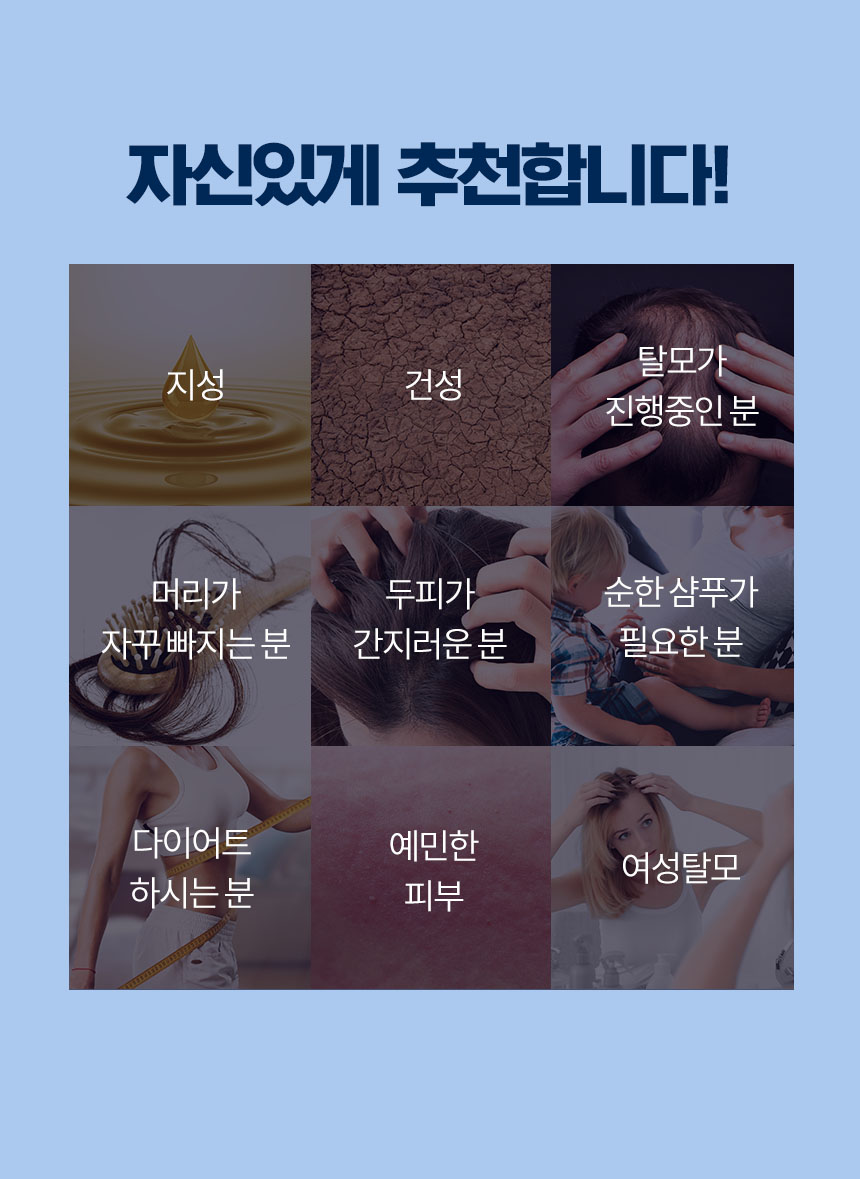 자신있게 추천합니다!
지성
건성
탈모가
진행중인 분
머리가
자꾸 빠지는 분
두피가
간지러운 분
순한 샴푸가
필요한 분
다이어트
하시는 분
예민한
피부
여성탈모